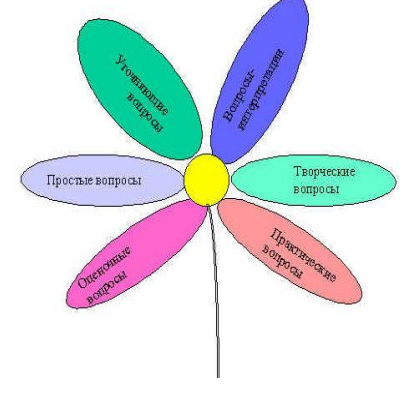 Уточняющие
вопросы
Вопросы-
интерпретации
Простые вопросы
Творческие
вопросы
Оценочные
вопросы
Практические
вопросы